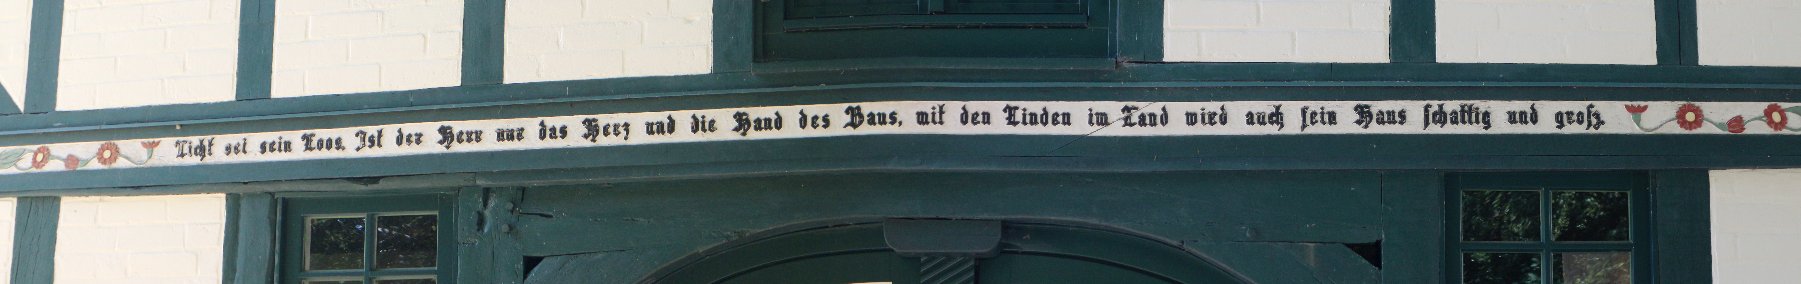 Licht sei sein Loos. Ist der Herr nur das Herz und die Hand des Baus, mit den Linden im Land wird auch sein Haus schattig und groß.